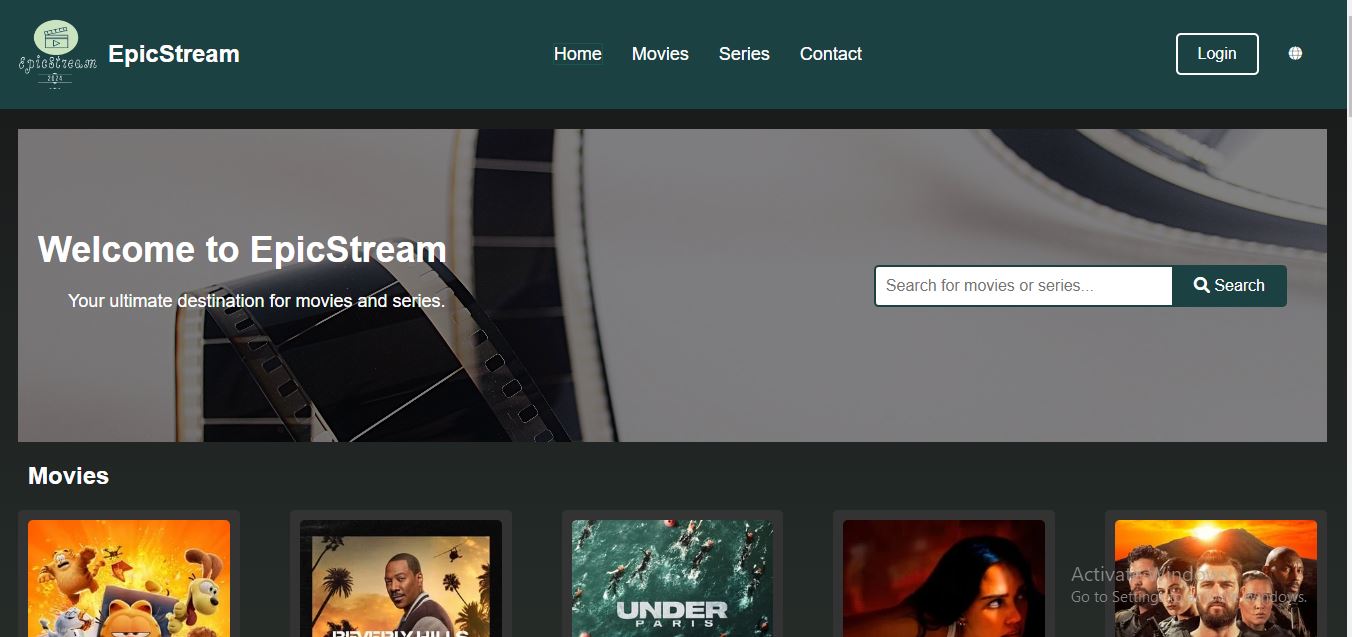 EpicStream
2024
EpicStream
Home
Movies
Series
Contact
Login
Welcome to EpicStream
Your ultimate destination for movies and series.
Search for movies or series...
Search
Movies
BEVERLY HILLS
UNDER
PARIS
Activate Windows
Go to Settings to activate Windows.